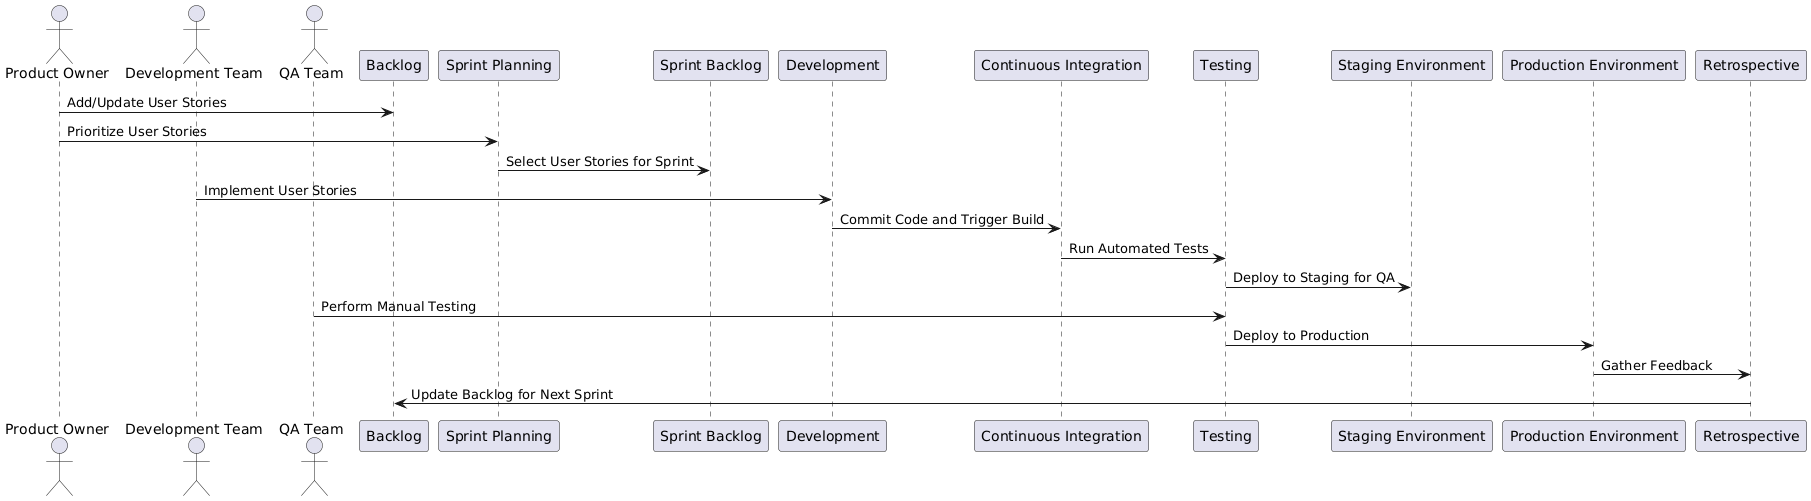 Product Owner
Development Team
QA Team
Backlog
Sprint Planning
Sprint Backlog
Development
Continuous Integration
Testing
Staging Environment
Production Environment
Retrospective
Add/Update User Stories
Prioritize User Stories
Select User Stories for Sprint
Implement User Stories
Commit Code and Trigger Build
Run Automated Tests
Deploy to Staging for QA
Perform Manual Testing
Deploy to Production
Gather Feedback
Update Backlog for Next Sprint
Product Owner
Development Team
QA Team
Backlog
Sprint Planning
Sprint Backlog
Development
Continuous Integration
Testing
Staging Environment
Production Environment
Retrospective